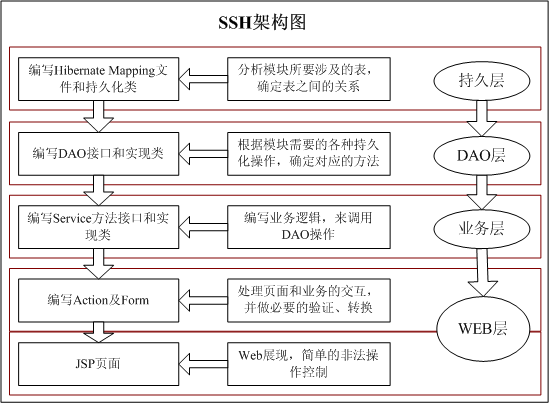 SSH架构图
编写Hibernate Mapping文
件和持久化类
分析模块所要涉及的表，
确定表之间的关系
持久层
编写DAO接口和实现类
根据模块需要的各种持久
化操作，确定对应的方法
DAO层
编写Service方法接口和实
现类
编写业务逻辑，来调用
DAO操作
业务层
编写Action及Form
处理页面和业务的交互，
并做必要的验证、转换
WEB层
JSP页面
Web展现，简单的非法操
作控制